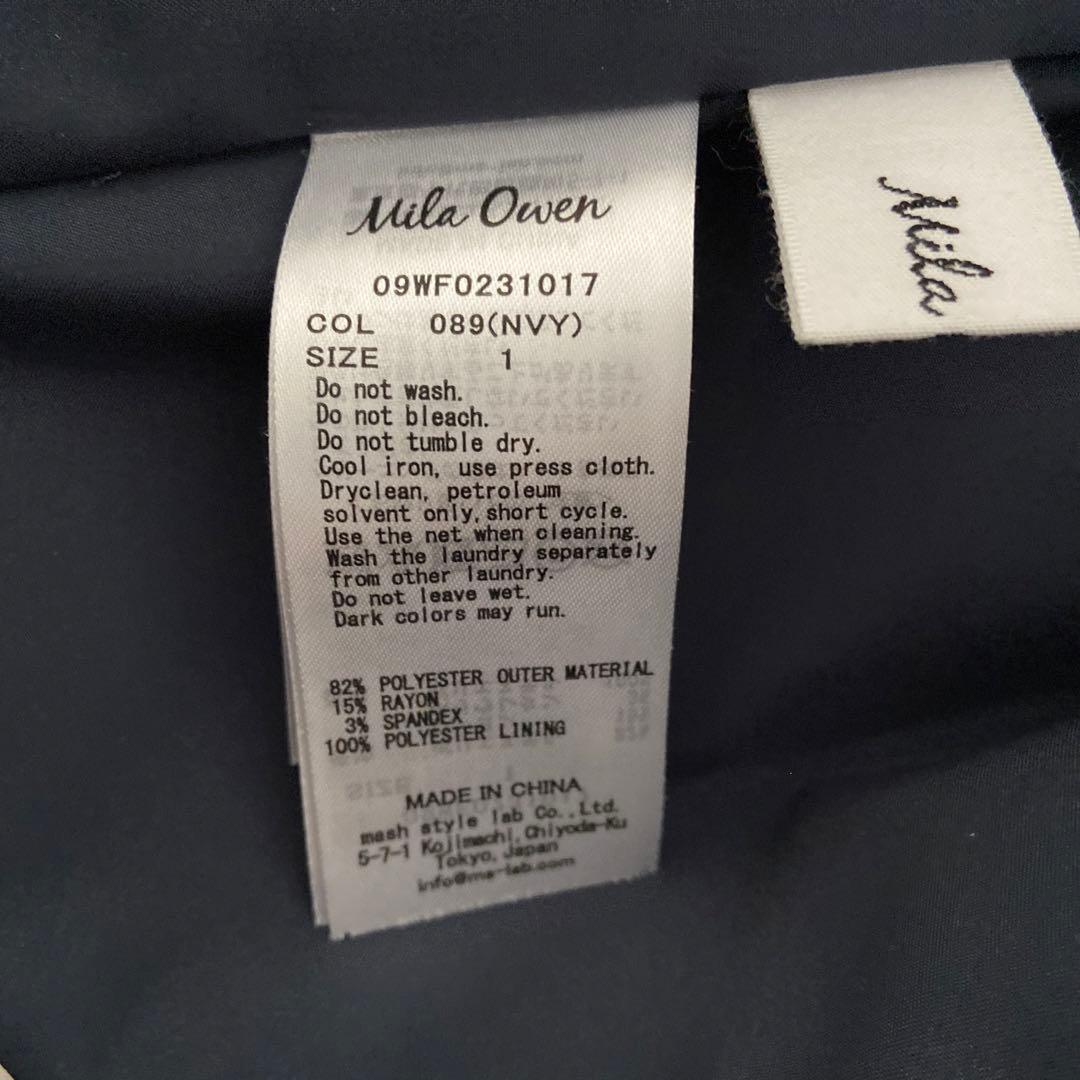 Mila Owen
09WF0231017
COL 089(NVY)
SIZE 1
Do not wash.
Do not bleach.
Do not tumble dry.
Cool iron, use press cloth.
Dryclean, petroleum
solvent only, short cycle.
Use the net when cleaning.
Wash the laundry separately
from other laundry.
Do not leave wet.
Dark colors may run.
82% POLYESTER OUTER MATERIAL
15% RAYON
3% SPANDEX
100% POLYESTER LINING
MADE IN CHINA
mash style lab Co., Ltd.
5-7-1 Kojimachi, Chiyoda-Ku
Tokyo, Japan
info@ms-lab.com
Mila